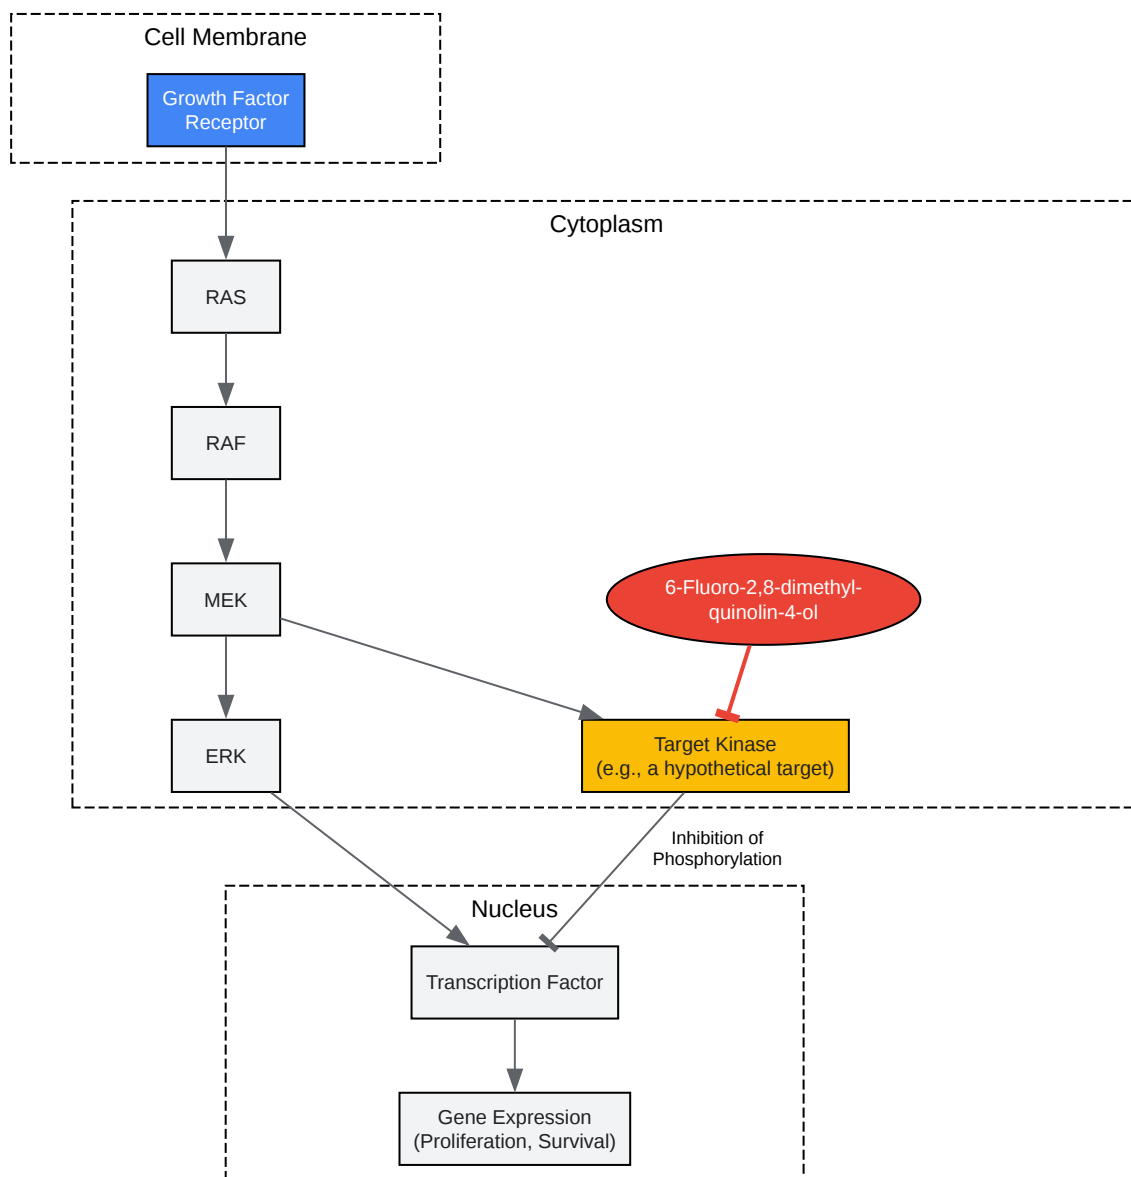 Cell Membrane
Growth Factor
Receptor
Cytoplasm
RAS
RAF
MEK
6-Fluoro-2,8-dimethyl-
quinolin-4-ol
ERK
Target Kinase
(e.g., a hypothetical target)
Inhibition of
Phosphorylation
Nucleus
Transcription Factor
Gene Expression
(Proliferation, Survival)